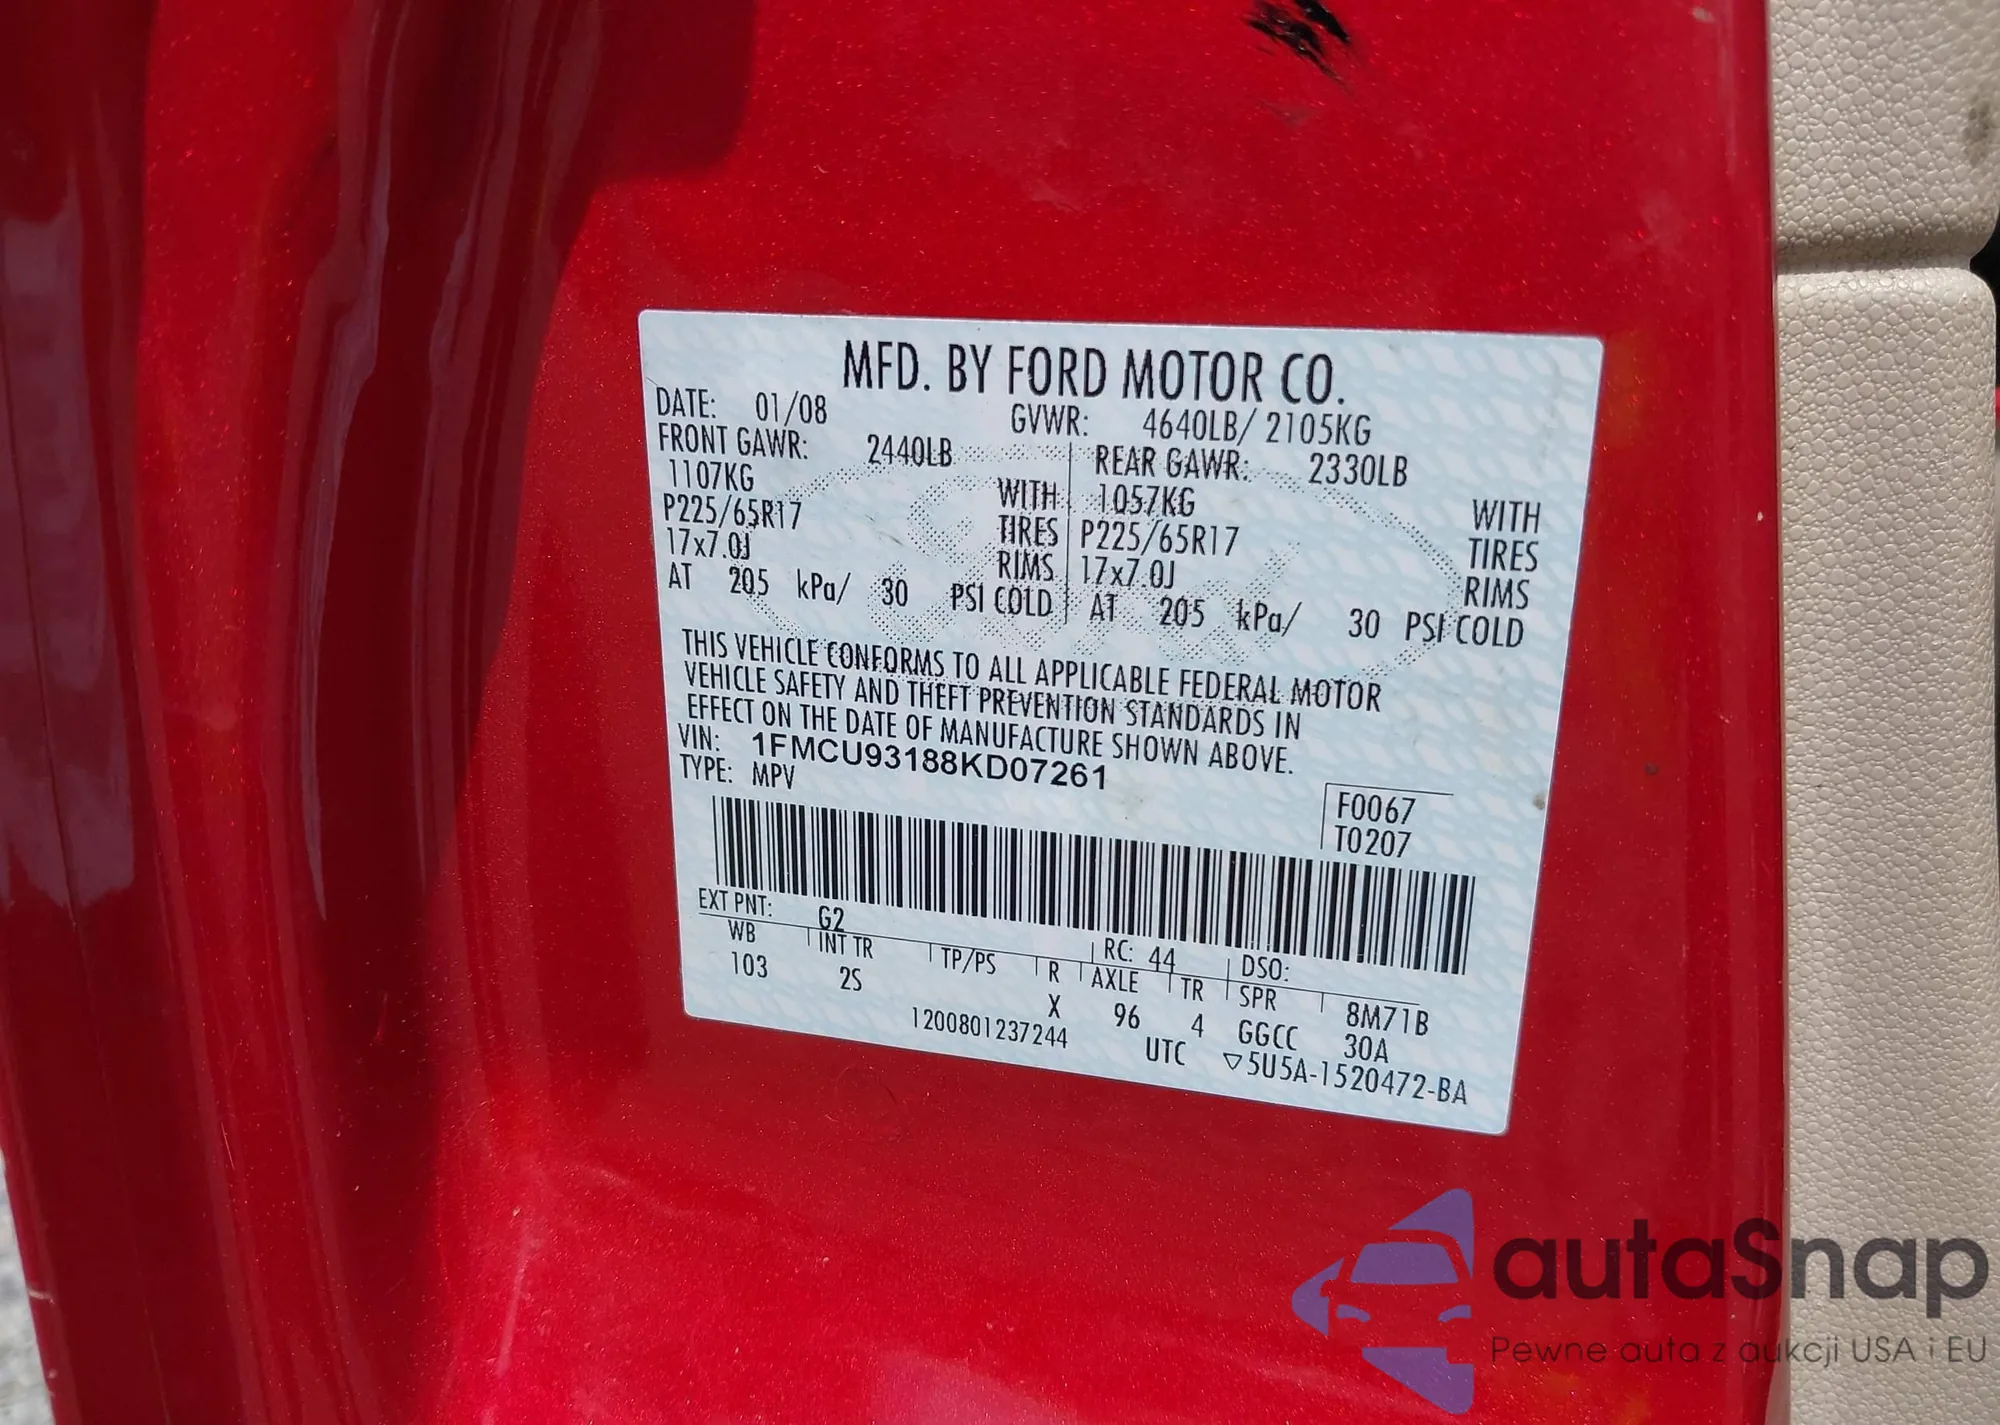 MFD. BY FORD MOTOR CO.
DATE: 01/08 GVWR: 4640LB/ 2105KG
FRONT GAWR: 2440LB REAR GAWR: 2330LB
1107KG WITH 1057KG WITH
P225/65R17 TIRES P225/65R17 TIRES
17x7.0J RIMS 17x7.0J RIMS
AT 205 kPa/ 30 PSI COLD AT 205 kPa/ 30 PSI COLD
THIS VEHICLE CONFORMS TO ALL APPLICABLE FEDERAL MOTOR
VEHICLE SAFETY AND THEFT PREVENTION STANDARDS IN
EFFECT ON THE DATE OF MANUFACTURE SHOWN ABOVE.
VIN: 1FMCU93188KD07261
TYPE: MPV
F0067
T0207
EXT PNT: G2 RC: 44 DSO:
WB INT TR TP/PS R AXLE TR SPR 8M71B
103 2S X 96 4 GGCC 30A
1200801237244 UTC ▽5U5A-1520472-BA
autaSnap
Pewne auta z aukcji USA i EU